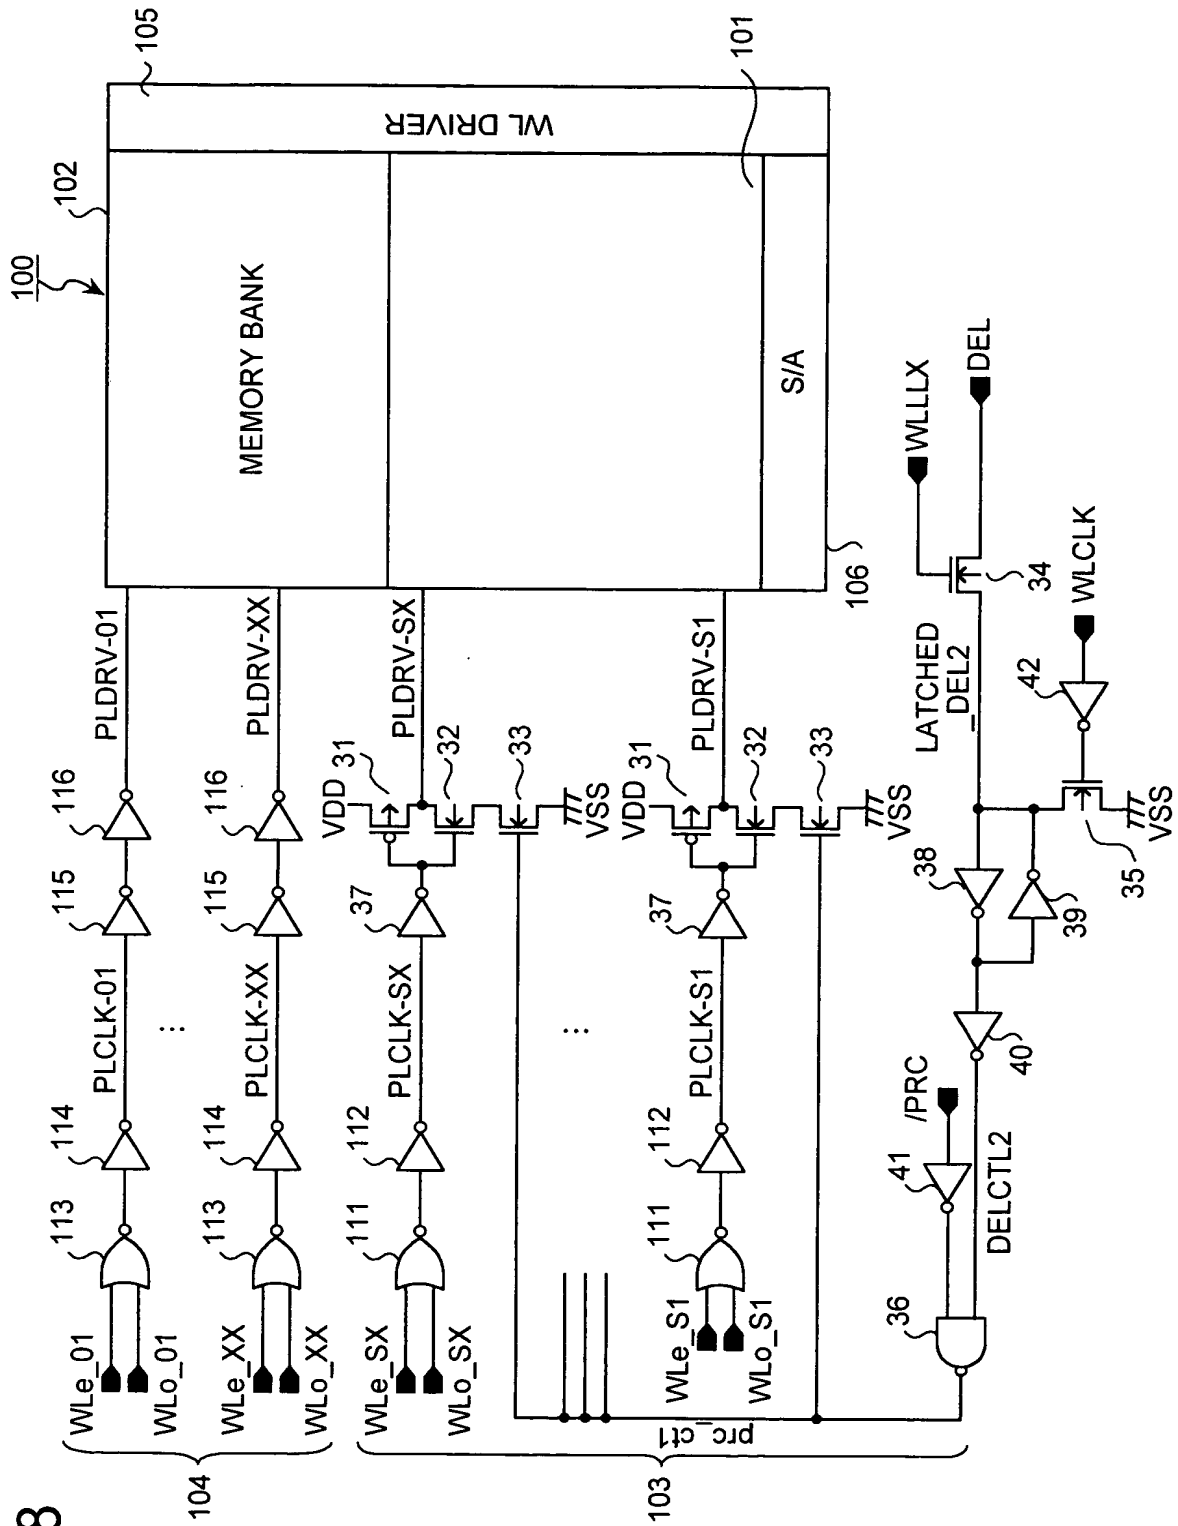 8
100
102
105
101
MEMORY BANK
WL DRIVER
S/A
106
104
WLe_01
WLo_01
113
114
PLCLK-01
115
116
PLDRV-01
...
WLe_XX
WLo_XX
113
114
PLCLK-XX
115
116
PLDRV-XX
103
WLe_SX
WLo_SX
111
112
PLCLK-SX
37
VDD
31
32
33
VSS
PLDRV-SX
...
prc_ct1
WLe_S1
WLo_S1
111
112
PLCLK-S1
37
VDD
31
32
33
VSS
PLDRV-S1
36
41
/PRC
DELCTL2
40
38
39
LATCHED
_DEL2
35
VSS
42
WLCLK
34
WLLLX
DEL